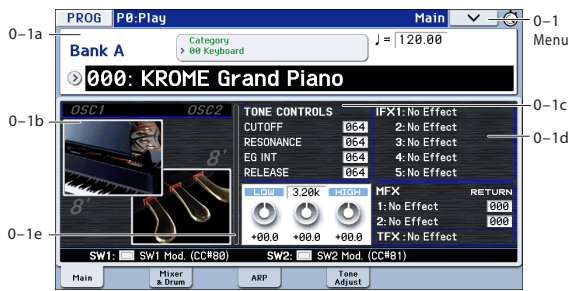 PROG P0:Play Main
0–1
Menu
0–1a
Bank A
Category
00 Keyboard
♩= 120.00
000: KROME Grand Piano
0–1b
0–1c
0–1d
OSC1 OSC2
8'
8'
TONE CONTROLS
CUTOFF 064
RESONANCE 064
EG INT 064
RELEASE 064
IFX1: No Effect
2: No Effect
3: No Effect
4: No Effect
5: No Effect
LOW 3.20k HIGH
+00.0 +00.0 +00.0
MFX RETURN
1: No Effect 000
2: No Effect 000
TFX : No Effect
0–1e
SW1: SW1 Mod. (CC#80) SW2: SW2 Mod. (CC#81)
Main
Mixer
& Drum
ARP
Tone
Adjust